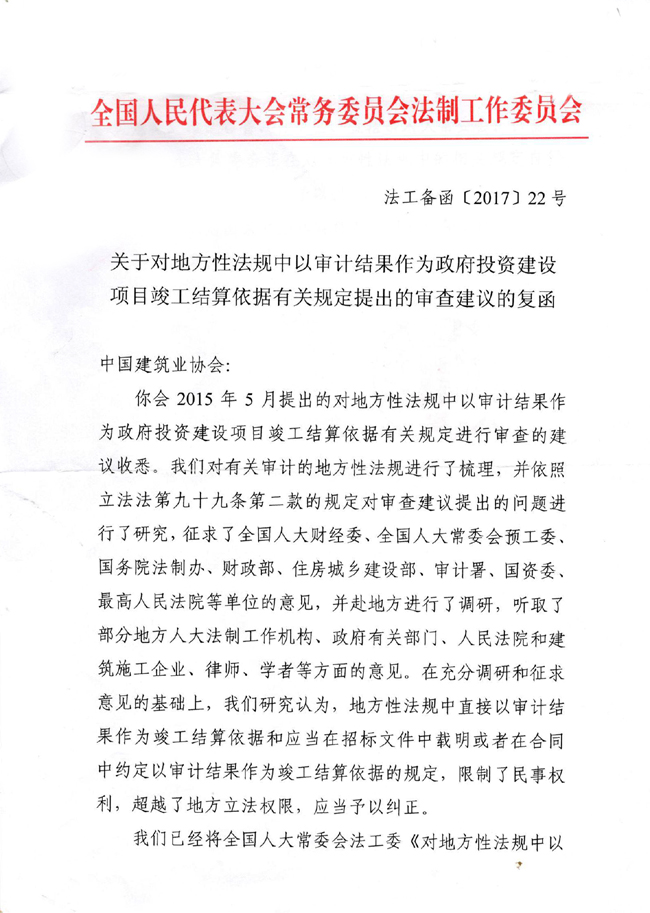 全国人民代表大会常务委员会法制工作委员会
法工备函〔2017〕22 号
关于对地方性法规中以审计结果作为政府投资建设
项目竣工结算依据有关规定提出的审查建议的复函
中国建筑业协会：
你会 2015 年 5 月提出的对地方性法规中以审计结果作
为政府投资建设项目竣工结算依据有关规定进行审查的建
议收悉。我们对有关审计的地方性法规进行了梳理，并依照
立法法第九十九条第二款的规定对审查建议提出的问题进
行了研究，征求了全国人大财经委、全国人大常委会预工委、
国务院法制办、财政部、住房城乡建设部、审计署、国资委、
最高人民法院等单位的意见，并赴地方进行了调研，听取了
部分地方人大法制工作机构、政府有关部门、人民法院和建
筑施工企业、律师、学者等方面的意见。在充分调研和征求
意见的基础上，我们研究认为，地方性法规中直接以审计结
果作为竣工结算依据和应当在招标文件中载明或者在合同
中约定以审计结果作为竣工结算依据的规定，限制了民事权
利，超越了地方立法权限，应当予以纠正。
我们已经将全国人大常委会法工委《对地方性法规中以